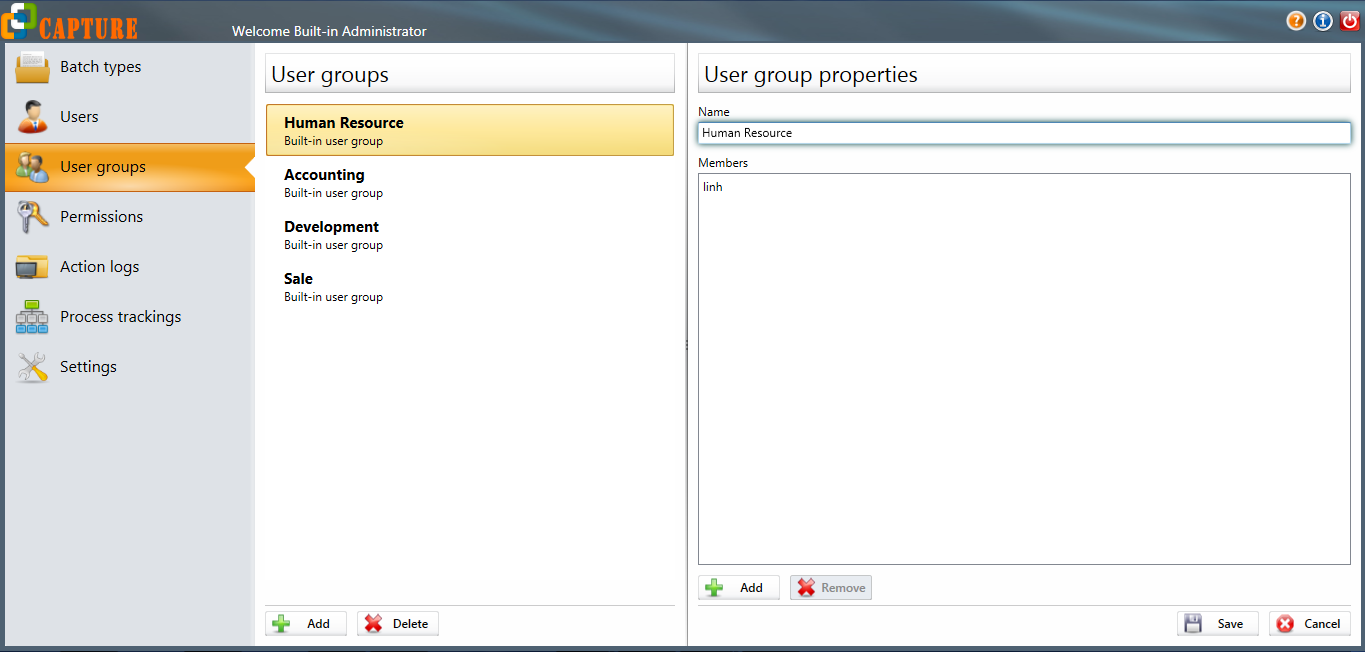 CAPTURE
Welcome Built-in Administrator
Batch types
Users
User groups
Permissions
Action logs
Process trackings
Settings
User groups
Human Resource
Built-in user group
Accounting
Built-in user group
Development
Built-in user group
Sale
Built-in user group
Add
Delete
User group properties
Name
Human Resource
Members
linh
Add
Remove
Save
Cancel